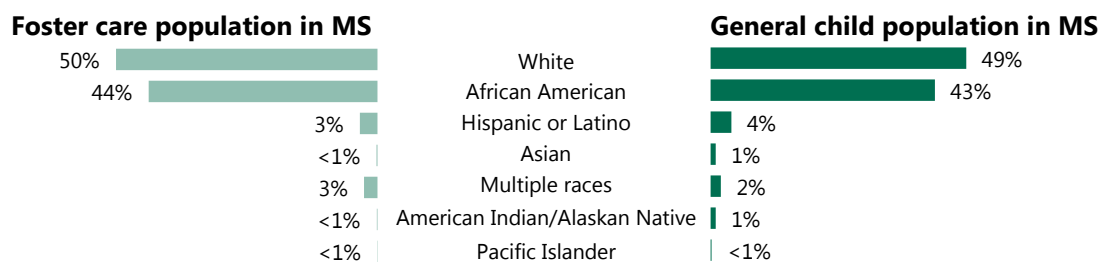 Foster care population in MS General child population in MS
50% White 49%
44% African American 43%
3% Hispanic or Latino 4%
<1% Asian 1%
3% Multiple races 2%
<1% American Indian/Alaskan Native 1%
<1% Pacific Islander <1%